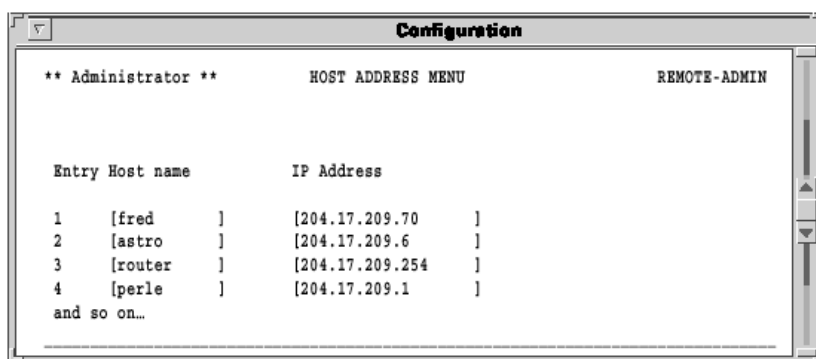 Configuration
** Administrator ** HOST ADDRESS MENU REMOTE-ADMIN
Entry Host name IP Address
1 [fred ] [204.17.209.70 ]
2 [astro ] [204.17.209.6 ]
3 [router ] [204.17.209.254 ]
4 [perle ] [204.17.209.1 ]
and so on…